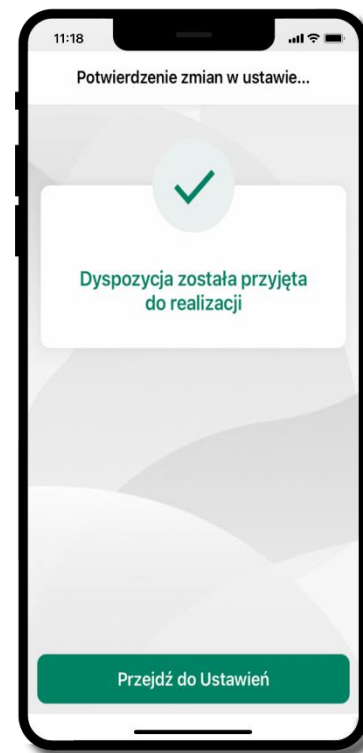 11:18
Potwierdzenie zmian w ustawie...
Dyspozycja została przyjęta
do realizacji
Przejdź do Ustawień